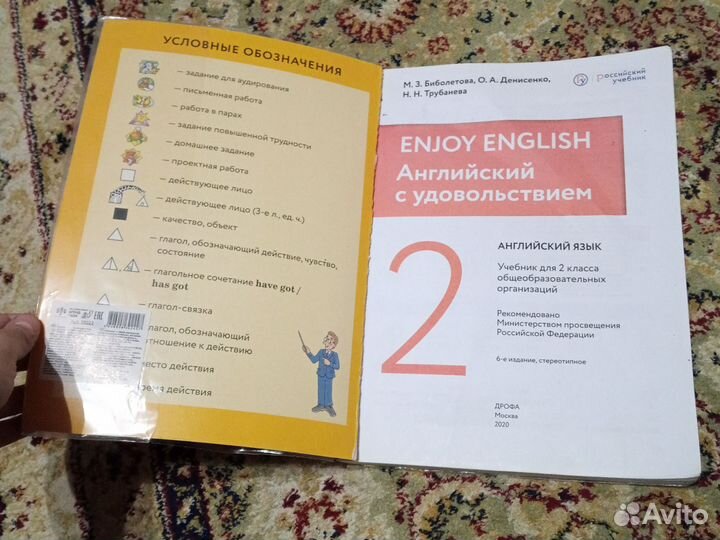 УСЛОВНЫЕ ОБОЗНАЧЕНИЯ
— задание для аудирования
— письменная работа
— работа в парах
— задание повышенной трудности
— домашнее задание
— проектная работа
— действующее лицо
— действующее лицо (3-е л., ед. ч.)
— качество, объект
— глагол, обозначающий действие, чувство,
состояние
— глагольное сочетание have got /
has got
— глагол-связка
глагол, обозначающий
отношение к действию
место действия
время действия
М. З. Биболетова, О. А. Денисенко,
Н. Н. Трубанева
российский
учебник
ENJOY ENGLISH
Английский
с удовольствием
2
АНГЛИЙСКИЙ ЯЗЫК
Учебник для 2 класса
общеобразовательных
организаций
Рекомендовано
Министерством просвещения
Российской Федерации
6-е издание, стереотипное
ДРОФА
Москва
2020
Avito